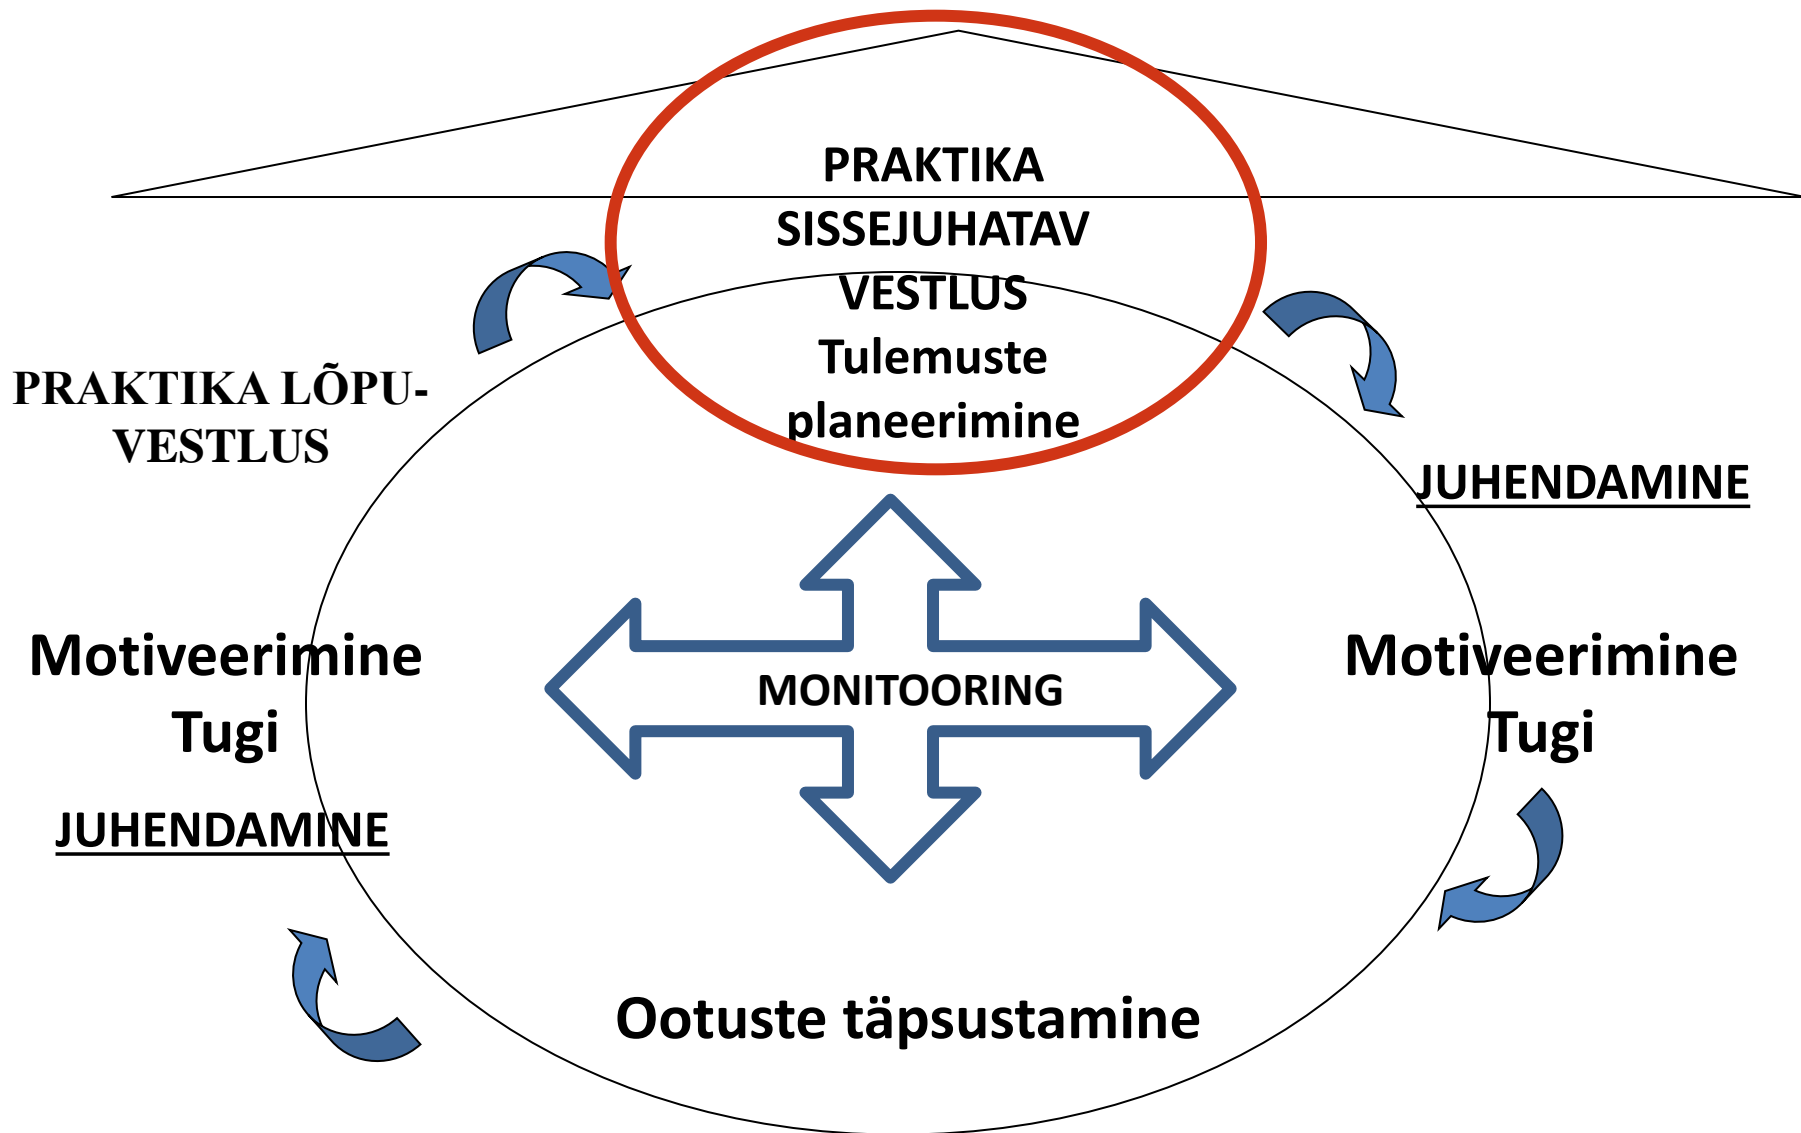 PRAKTIKA
SISSEJUHATAV
VESTLUS
Tulemuste
planeerimine
PRAKTIKA LÕPU-
VESTLUS
JUHENDAMINE
Motiveerimine
Tugi
MONITOORING
Motiveerimine
Tugi
JUHENDAMINE
Ootuste täpsustamine